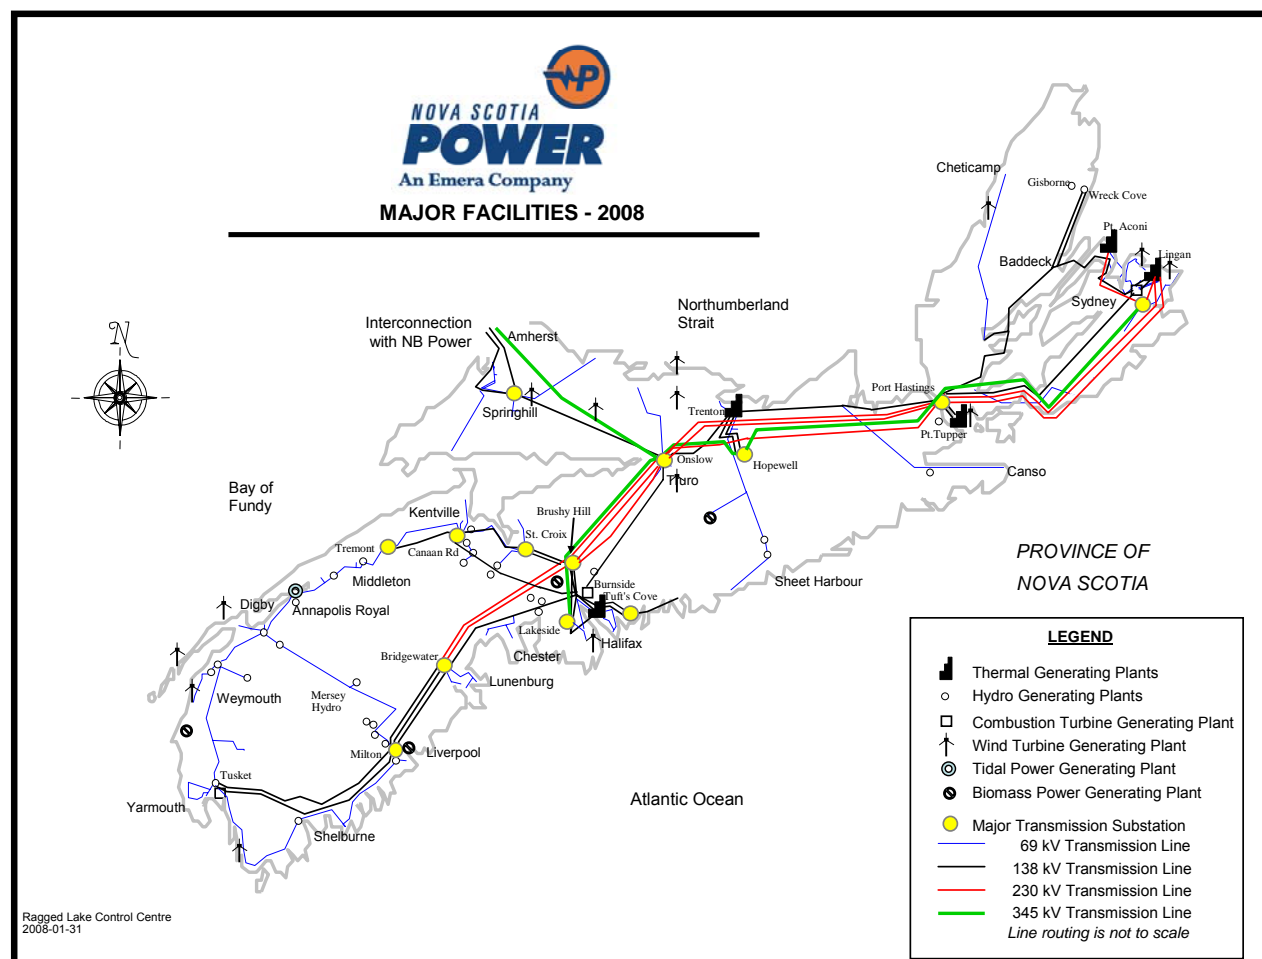 NOVA SCOTIA
POWER
An Emera Company
MAJOR FACILITIES - 2008
N
Cheticamp
Gisborne
Wreck Cove
Pt. Aconi
Lingan
Baddeck
Sydney
Northumberland
Strait
Interconnection
with NB Power
Amherst
Springhill
Trenton
Port Hastings
Pt.Tupper
Onslow
Truro
Hopewell
Canso
Bay of
Fundy
Kentville
Brushy Hill
St. Croix
Tremont
Canaan Rd
Middleton
Sheet Harbour
PROVINCE OF
NOVA SCOTIA
Burnside
Tuft's Cove
Digby
Annapolis Royal
Lakeside
Halifax
Chester
Bridgewater
Lunenburg
Weymouth
Mersey
Hydro
Milton
Liverpool
Tusket
Yarmouth
Shelburne
Atlantic Ocean
LEGEND
Thermal Generating Plants
Hydro Generating Plants
Combustion Turbine Generating Plant
Wind Turbine Generating Plant
Tidal Power Generating Plant
Biomass Power Generating Plant
Major Transmission Substation
69 kV Transmission Line
138 kV Transmission Line
230 kV Transmission Line
345 kV Transmission Line
Line routing is not to scale
Ragged Lake Control Centre
2008-01-31